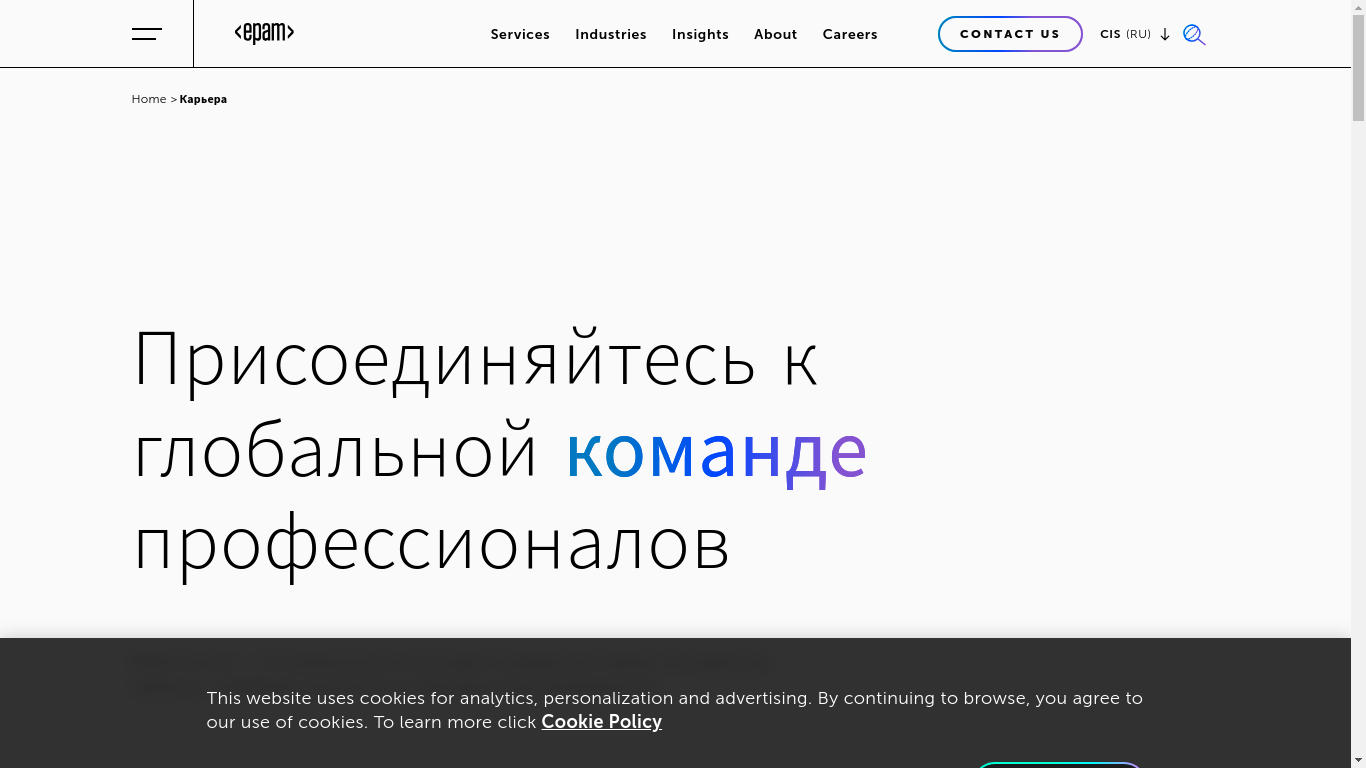 <epam>
Services Industries Insights About Careers
CONTACT US
CIS (RU)
Home > Карьера
Присоединяйтесь к
глобальной команде
профессионалов
This website uses cookies for analytics, personalization and advertising. By continuing to browse, you agree to
our use of cookies. To learn more click Cookie Policy